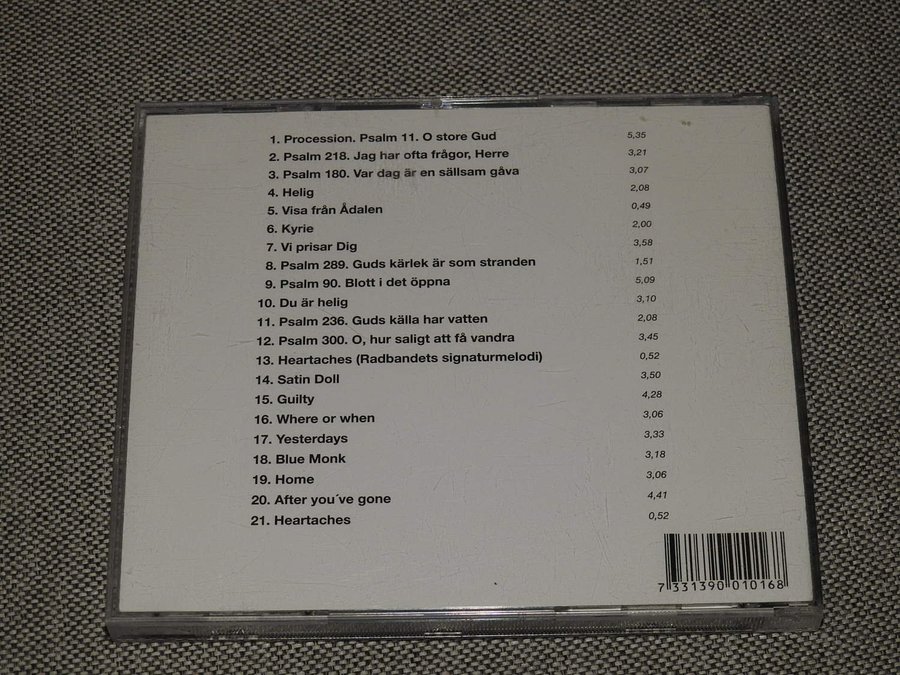 1. Procession. Psalm 11. O store Gud 5,35
2. Psalm 218. Jag har ofta frågor, Herre 3,21
3. Psalm 180. Var dag är en sällsam gåva 3,07
4. Helig 2,08
5. Visa från Ådalen 0,49
6. Kyrie 2,00
7. Vi prisar Dig 3,58
8. Psalm 289. Guds kärlek är som stranden 1,51
9. Psalm 90. Blott i det öppna 5,09
10. Du är helig 3,10
11. Psalm 236. Guds källa har vatten 2,08
12. Psalm 300. O, hur saligt att få vandra 3,45
13. Heartaches (Radbandets signaturmelodi) 0,52
14. Satin Doll 3,50
15. Guilty 4,28
16. Where or when 3,06
17. Yesterdays 3,33
18. Blue Monk 3,18
19. Home 3,06
20. After you´ve gone 4,41
21. Heartaches 0,52
7 331390 010168